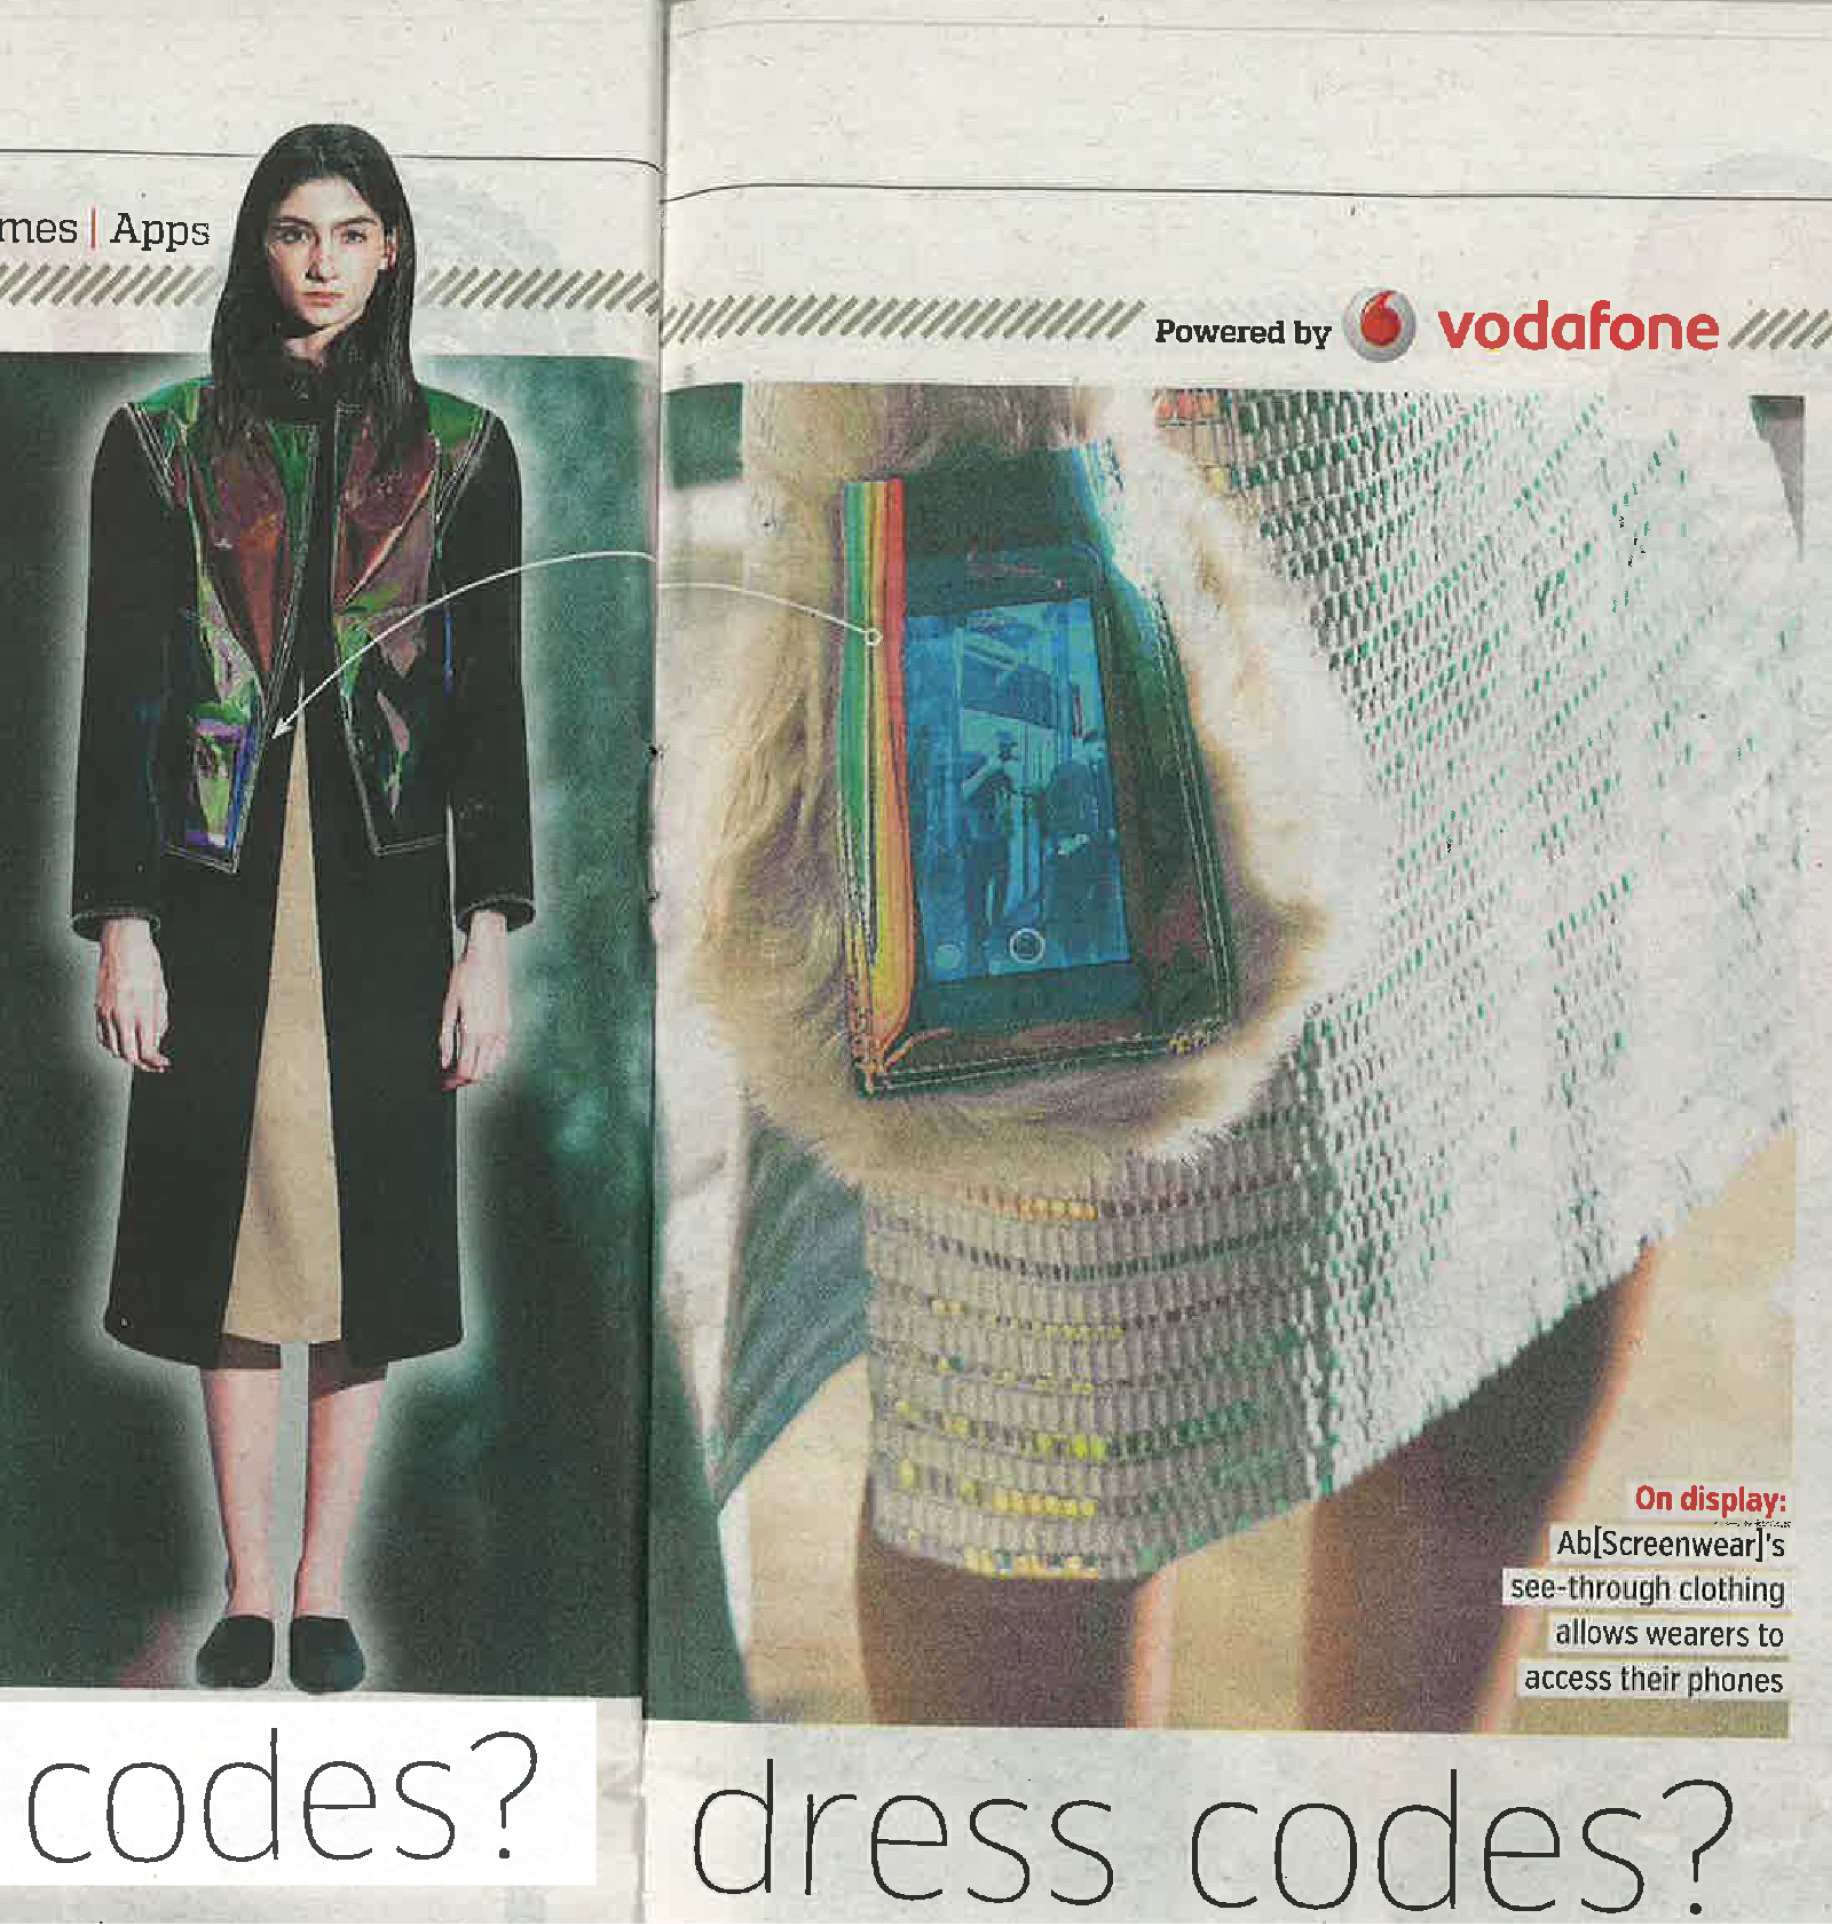 mes | Apps
Powered by vodafone
On display:
Ab[Screenwear]'s
see-through clothing
allows wearers to
access their phones
codes?
dress codes?